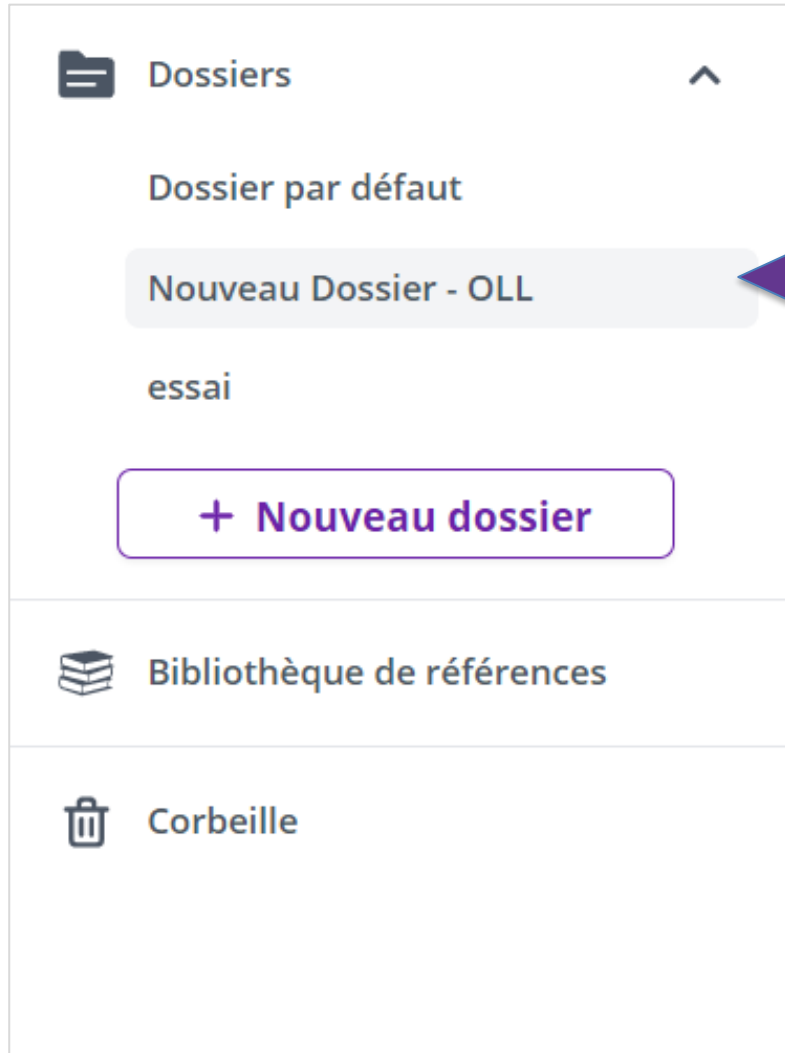 Dossiers
Dossier par défaut
Nouveau Dossier - OLL
essai
+ Nouveau dossier
Bibliothèque de références
Corbeille